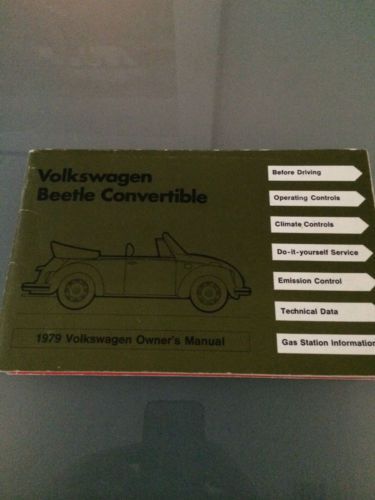 Volkswagen
Beetle Convertible
1979 Volkswagen Owner's Manual
Before Driving
Operating Controls
Climate Controls
Do-it-yourself Service
Emission Control
Technical Data
Gas Station Information